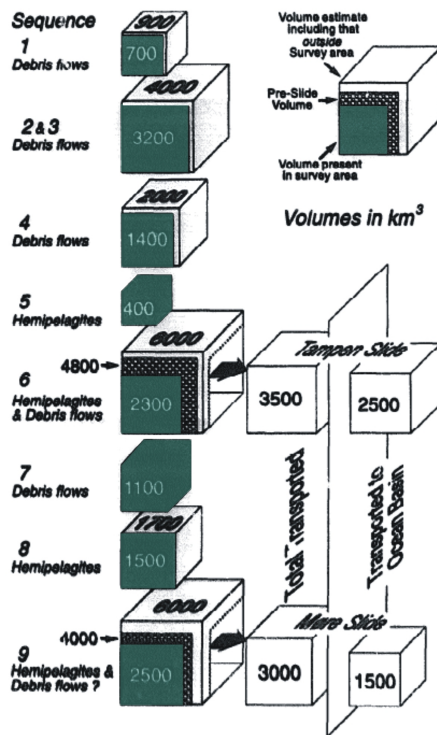 Sequence
900
1
700
Debris flows
4000
2 & 3
Debris flows
3200
2000
4
Debris flows
1400
5
Hemipelagites
400
6000
4800
6
Hemipelagites
& Debris flows
2300
7
Debris flows
1100
1700
8
Hemipelagites
1500
6000
4000
9
Hemipelagites &
Debris flows ?
2500
Volume estimate
including that
outside
Survey area
Pre-Slide
Volume
Volume present
in survey area
Volumes in km³
Tampen Slide
3500
2500
Total Transported
Transported to
Ocean Basin
Møre Slide
3000
1500